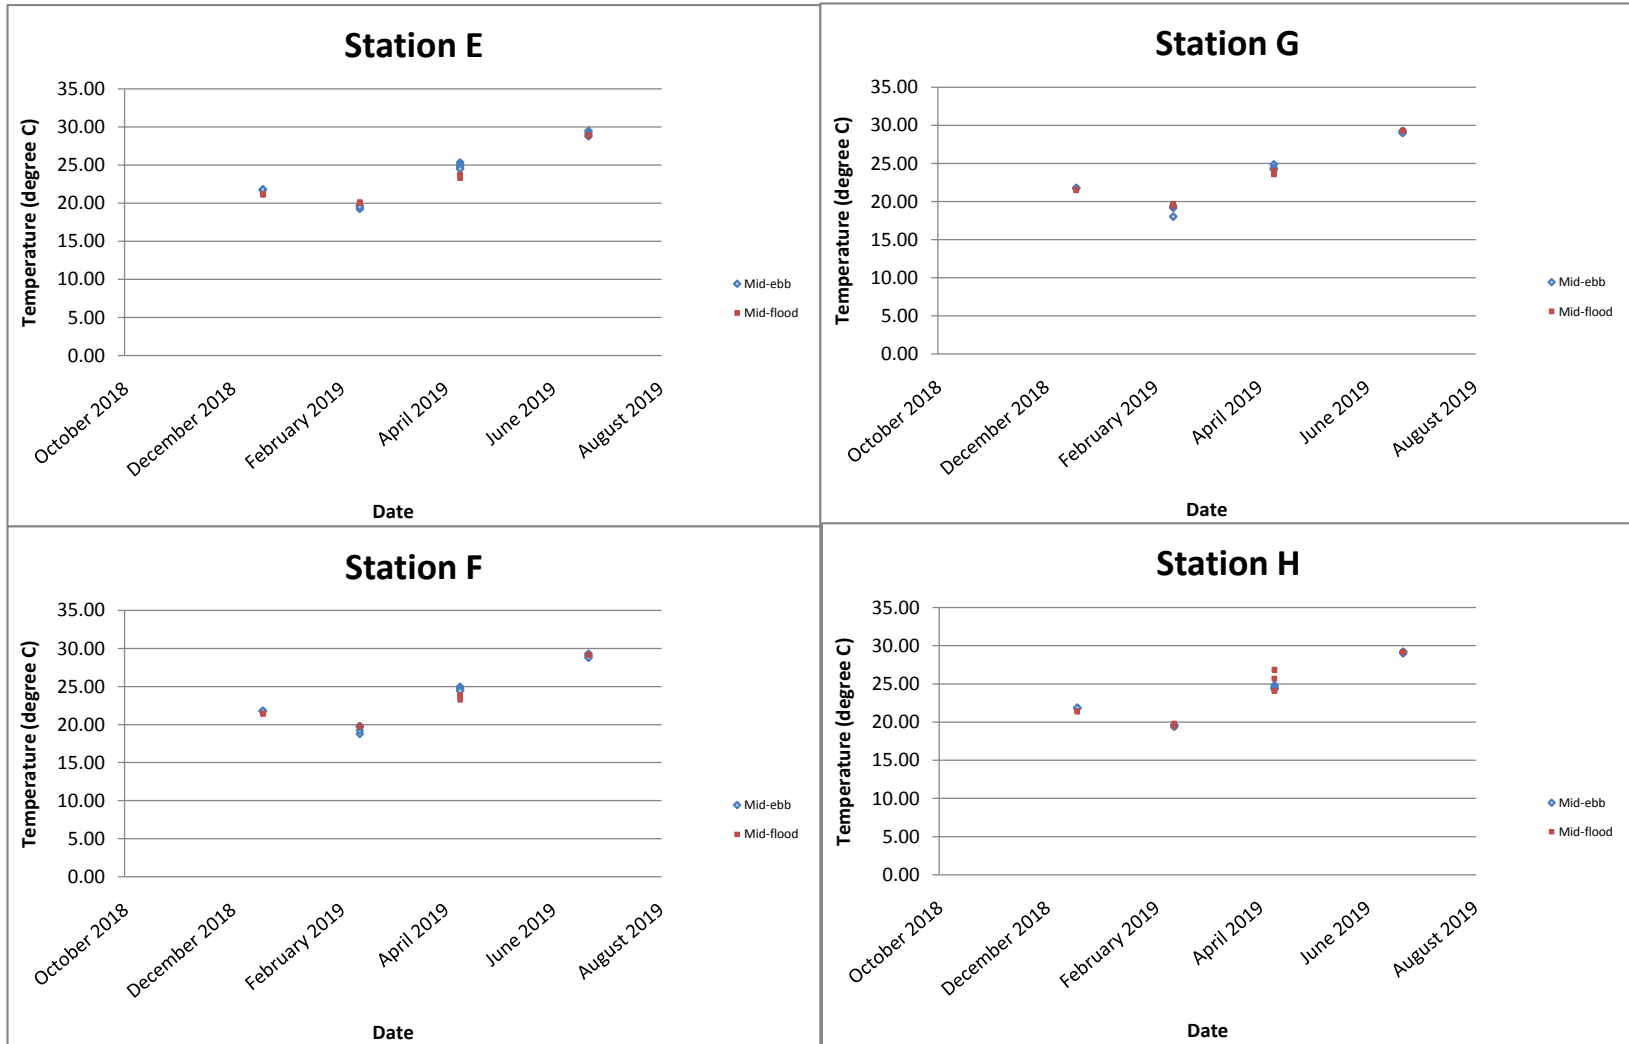 Station E
35.00
30.00
25.00
20.00
15.00
10.00
5.00
0.00
Temperature (degree C)
October 2018
December 2018
February 2019
April 2019
June 2019
August 2019
Date
Mid-ebb
Mid-flood
Station G
35.00
30.00
25.00
20.00
15.00
10.00
5.00
0.00
Temperature (degree C)
October 2018
December 2018
February 2019
April 2019
June 2019
August 2019
Date
Mid-ebb
Mid-flood
Station F
35.00
30.00
25.00
20.00
15.00
10.00
5.00
0.00
Temperature (degree C)
October 2018
December 2018
February 2019
April 2019
June 2019
August 2019
Date
Mid-ebb
Mid-flood
Station H
35.00
30.00
25.00
20.00
15.00
10.00
5.00
0.00
Temperature (degree C)
October 2018
December 2018
February 2019
April 2019
June 2019
August 2019
Date
Mid-ebb
Mid-flood